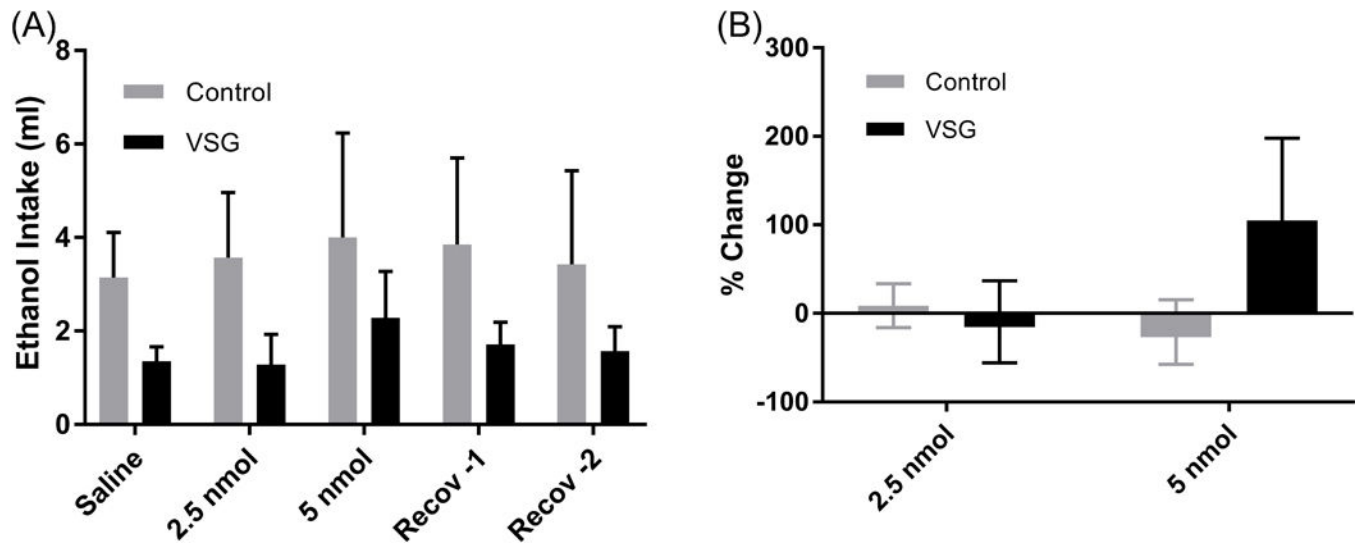 (A)
Ethanol Intake (ml)
8
6
4
2
0
Control
VSG
Saline
2.5 nmol
5 nmol
Recov -1
Recov -2
(B)
% Change
300
200
100
0
-100
Control
VSG
2.5 nmol
5 nmol